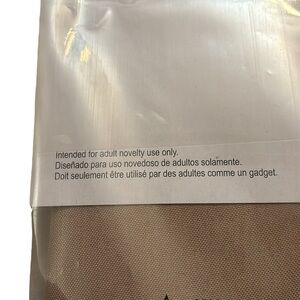 Intended for adult novelty use only.
Diseñado para uso novedoso de adultos solamente.
Doit seulement être utilisé par des adultes comme un gadget.